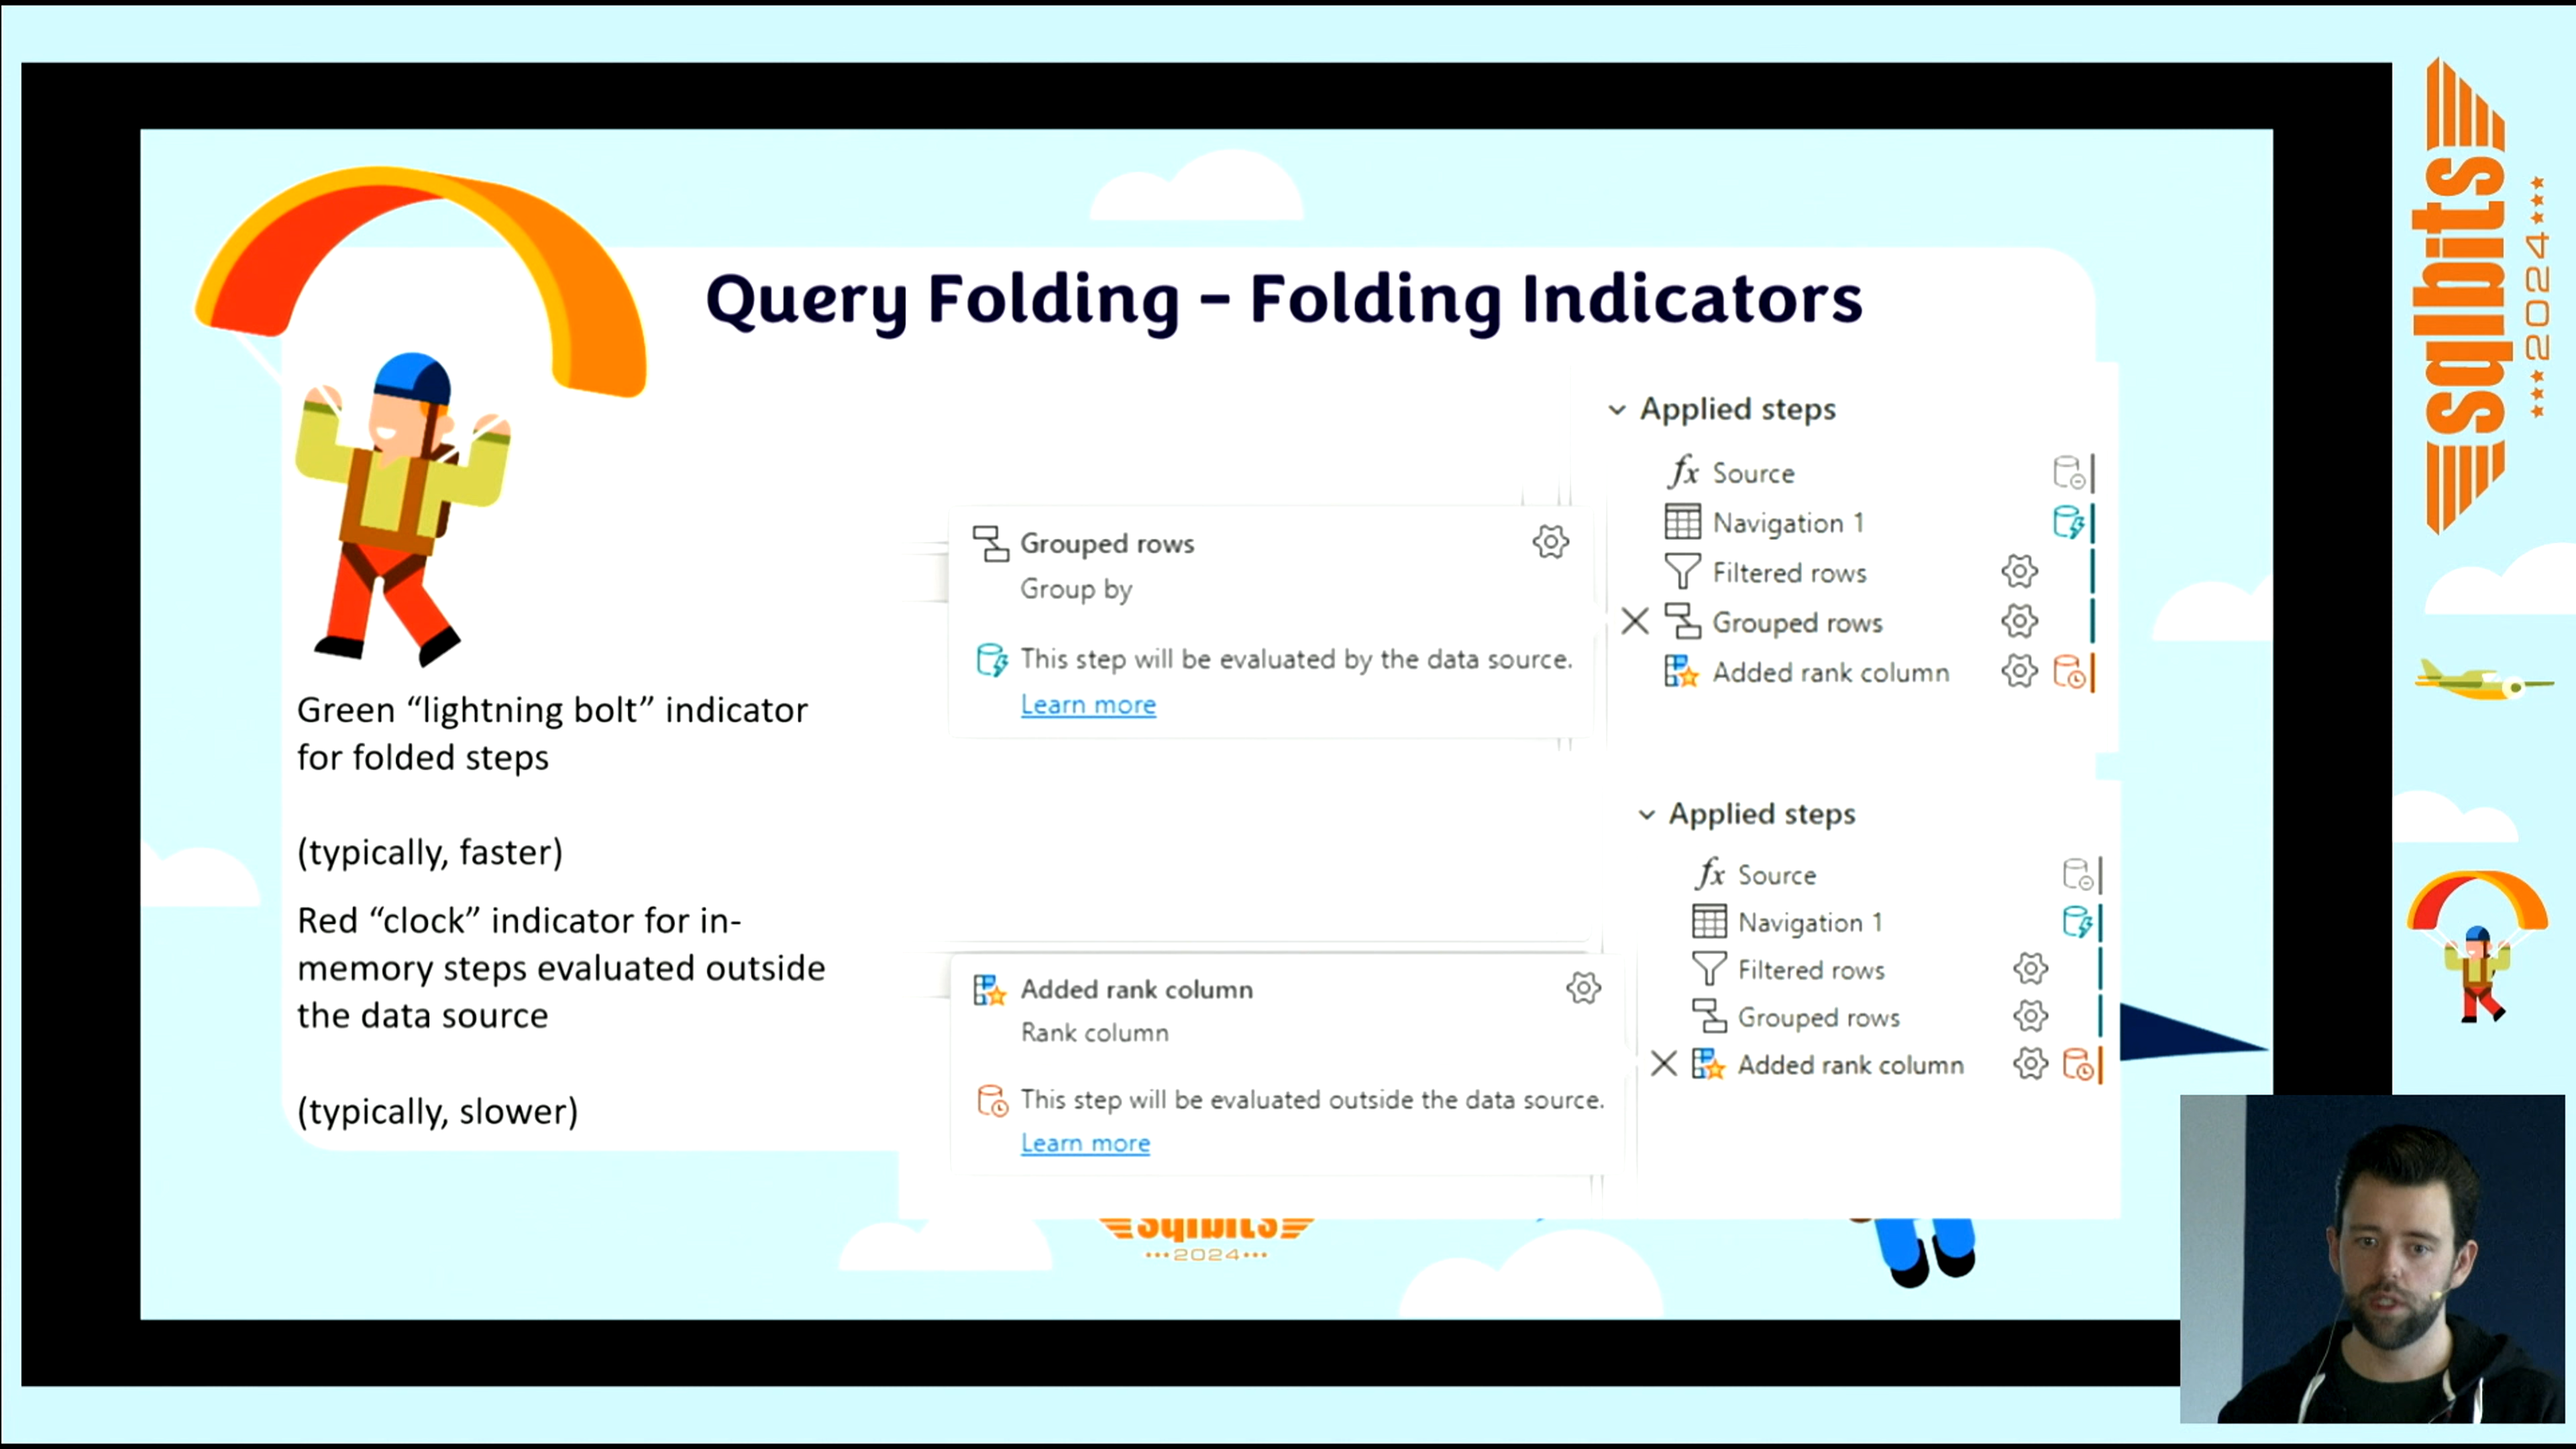 Query Folding - Folding Indicators
Green “lightning bolt” indicator
for folded steps
(typically, faster)
Red “clock” indicator for in-
memory steps evaluated outside
the data source
(typically, slower)
Grouped rows
Group by
This step will be evaluated by the data source.
Learn more
Applied steps
fx Source
Navigation 1
Filtered rows
Grouped rows
Added rank column
Added rank column
Rank column
This step will be evaluated outside the data source.
Learn more
Applied steps
fx Source
Navigation 1
Filtered rows
Grouped rows
Added rank column
sqlbits
2024
sqlbits
2024